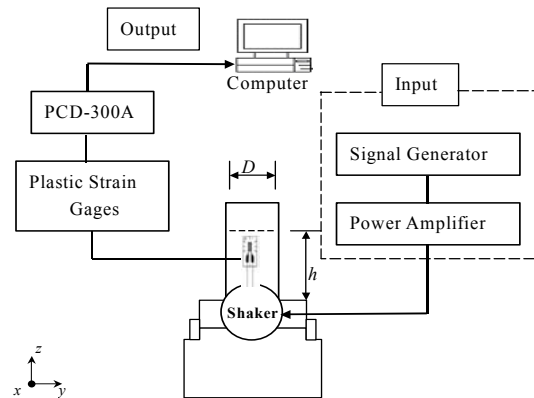 Output
Computer
Input
PCD-300A
Signal Generator
Plastic Strain
Gages
D
Power Amplifier
h
Shaker
z
x
y